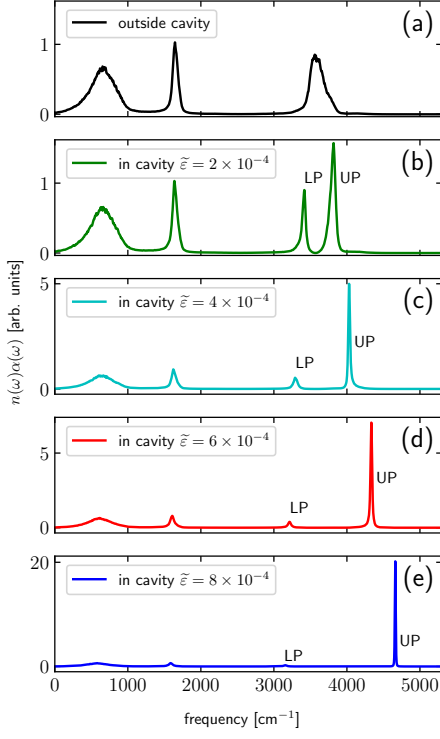 outside cavity
(a)
1
0
in cavity ε̃ = 2 × 10⁻⁴
(b)
LP
UP
1
0
in cavity ε̃ = 4 × 10⁻⁴
(c)
LP
UP
5
0
in cavity ε̃ = 6 × 10⁻⁴
(d)
LP
UP
5
0
in cavity ε̃ = 8 × 10⁻⁴
(e)
LP
UP
20
0
n(ω)α(ω) [arb. units]
0 1000 2000 3000 4000 5000
frequency [cm⁻¹]